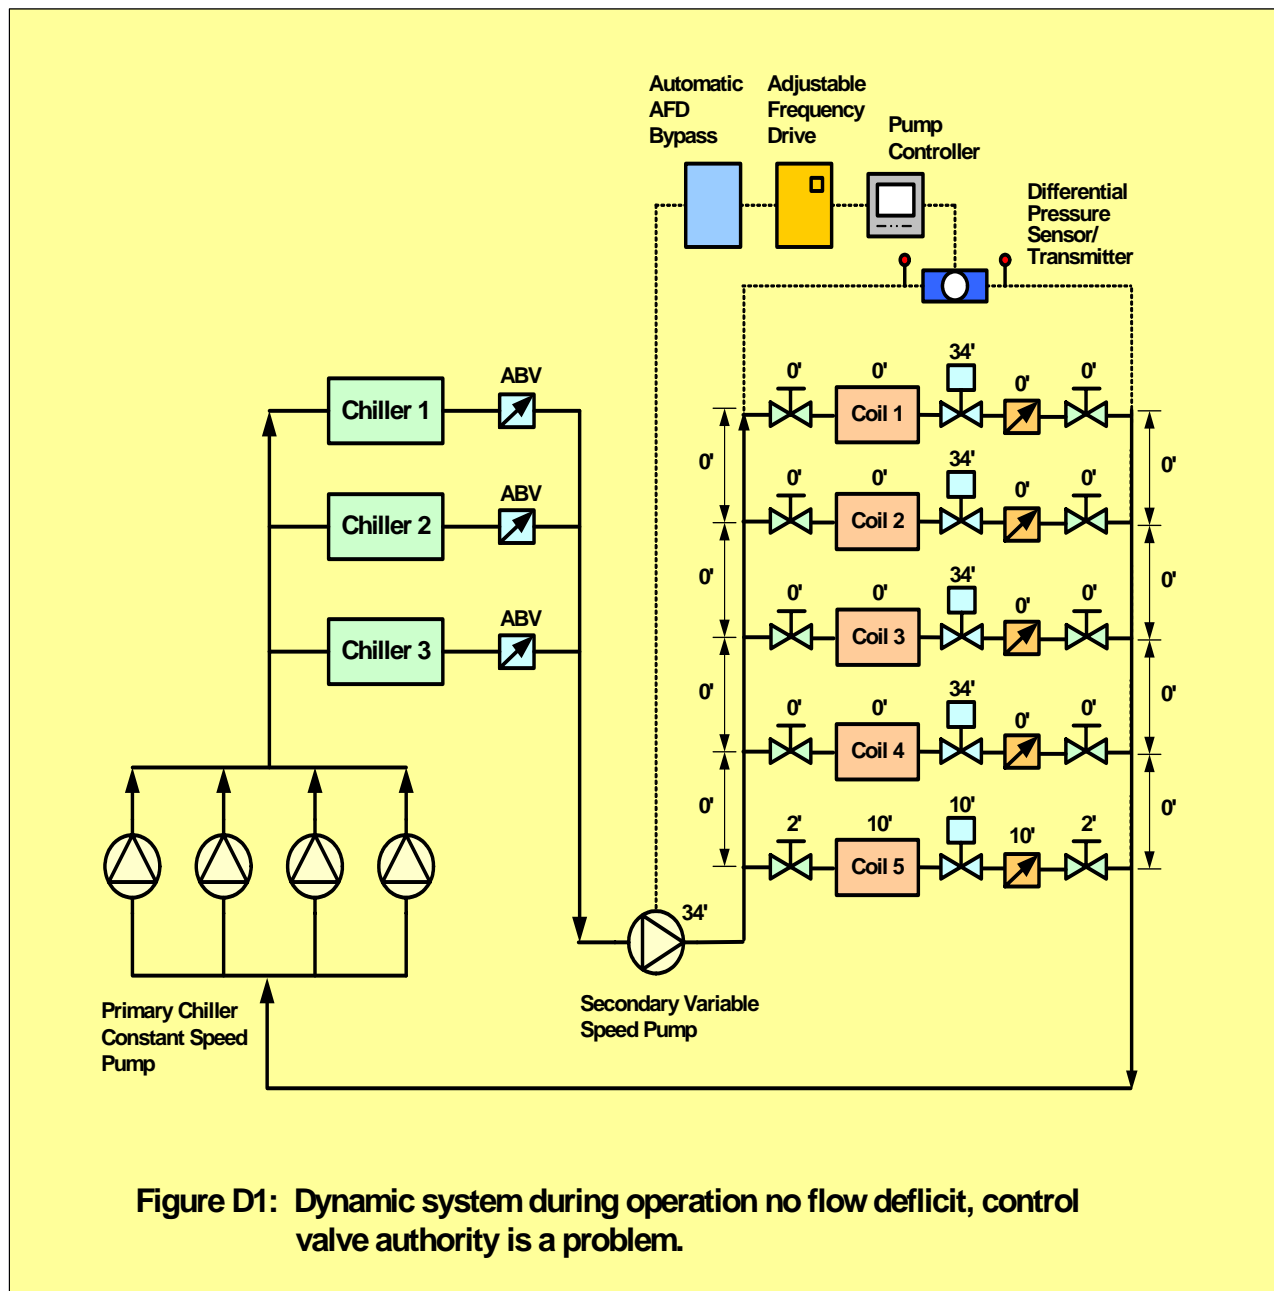 Automatic
AFD
Bypass
Adjustable
Frequency
Drive
Pump
Controller
Differential
Pressure
Sensor/
Transmitter
34'
0'
0'
0'
0'
ABV
Chiller 1
Coil 1
34'
0'
0'
0'
0'
0'
0'
ABV
Chiller 2
Coil 2
34'
0'
0'
0'
0'
0'
0'
ABV
Chiller 3
Coil 3
34'
0'
0'
0'
0'
0'
0'
Coil 4
10'
0'
0'
2'
10'
10'
2'
Coil 5
34'
Primary Chiller
Constant Speed
Pump
Secondary Variable
Speed Pump
Figure D1: Dynamic system during operation no flow deflicit, control
valve authority is a problem.